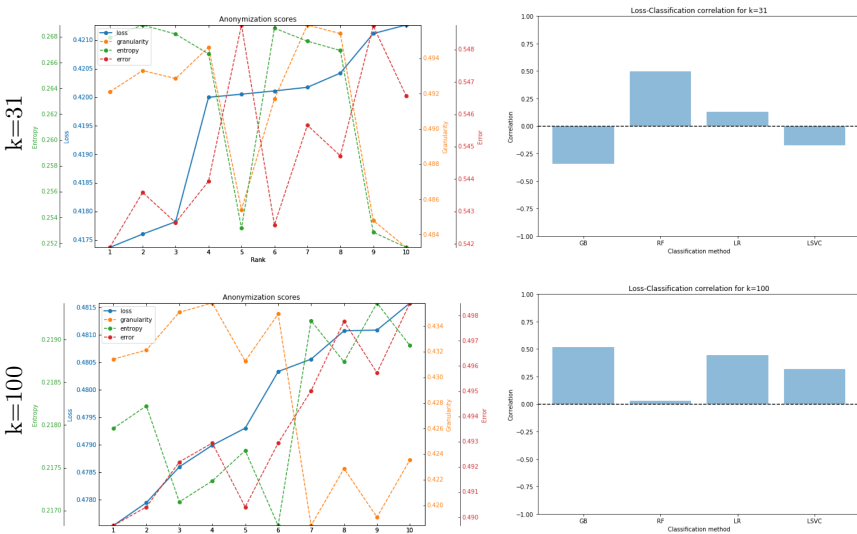 k=31
Anonymization scores
loss
granularity
entropy
error
Entropy
0.268
0.266
0.264
0.262
0.260
0.258
0.256
0.254
0.252
Loss
0.4210
0.4205
0.4200
0.4195
0.4190
0.4185
0.4180
0.4175
1 2 3 4 5 6 7 8 9 10
Rank
Granularity
0.494
0.492
0.490
0.488
0.486
0.484
Error
0.548
0.547
0.546
0.545
0.544
0.543
0.542
Loss-Classification correlation for k=31
Correlation
1.00
0.75
0.50
0.25
0.00
−0.25
−0.50
−0.75
−1.00
GB RF LR LSVC
Classification method
k=100
Anonymization scores
loss
granularity
entropy
error
Entropy
0.2190
0.2185
0.2180
0.2175
0.2170
Loss
0.4815
0.4810
0.4805
0.4800
0.4795
0.4790
0.4785
0.4780
1 2 3 4 5 6 7 8 9 10
Granularity
0.434
0.432
0.430
0.428
0.426
0.424
0.422
0.420
Error
0.498
0.497
0.496
0.495
0.494
0.493
0.492
0.491
0.490
Loss-Classification correlation for k=100
Correlation
1.00
0.75
0.50
0.25
0.00
−0.25
−0.50
−0.75
−1.00
GB RF LR LSVC
Classification method